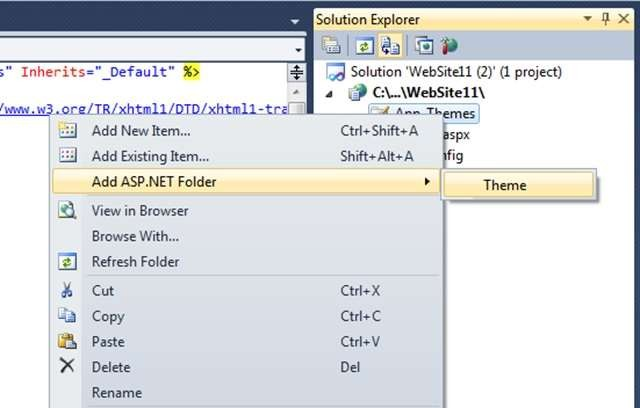 Solution Explorer
s" Inherits="_Default" %>
Solution 'WebSite11 (2)' (1 project)
C:\...\WebSite11\
/www.w3.org/TR/xhtml1/DTD/xhtml1-tra
App_Themes
aspx
nfig
Add New Item... Ctrl+Shift+A
Add Existing Item... Shift+Alt+A
Add ASP.NET Folder
Theme
View in Browser
Browse With...
Refresh Folder
Cut Ctrl+X
Copy Ctrl+C
Paste Ctrl+V
Delete Del
Rename